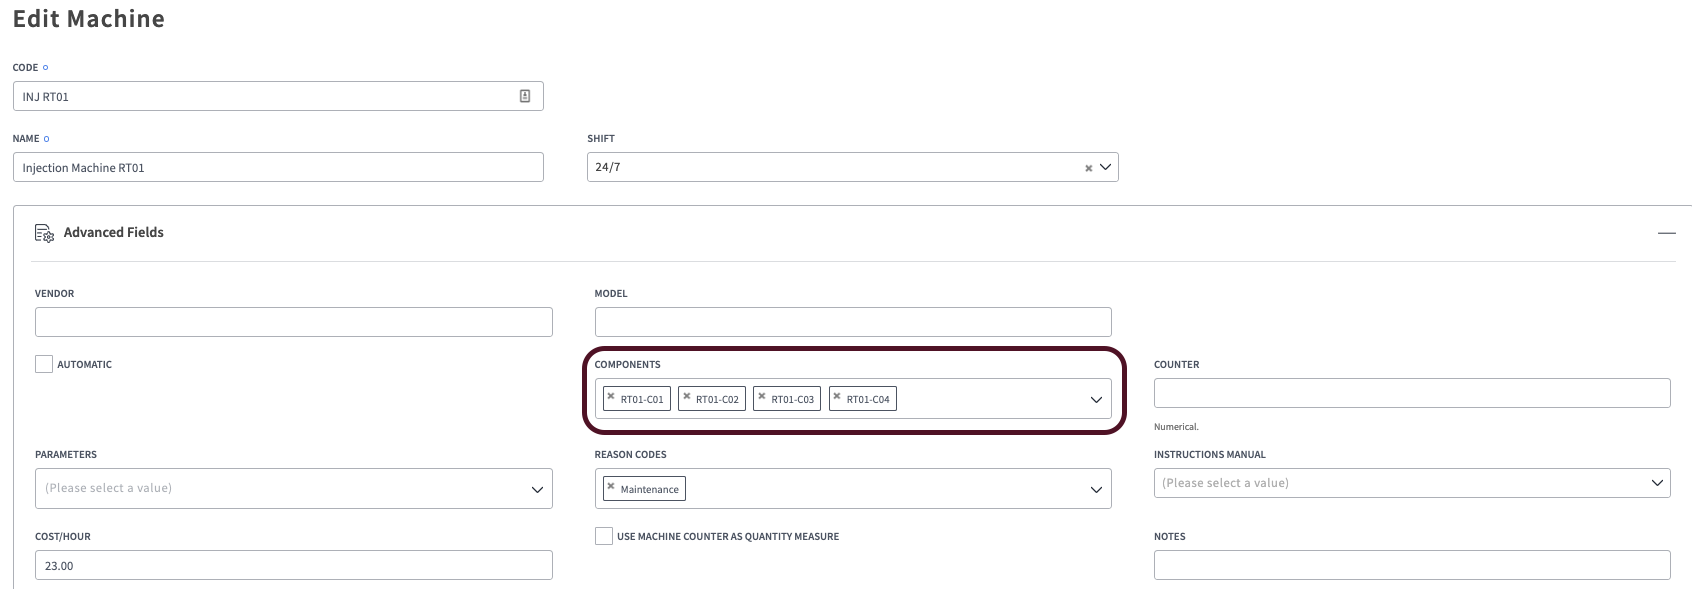 Edit Machine
CODE
INJ RT01
NAME
Injection Machine RT01
SHIFT
24/7
Advanced Fields
VENDOR
MODEL
AUTOMATIC
COMPONENTS
RT01-C01 RT01-C02 RT01-C03 RT01-C04
COUNTER
Numerical.
PARAMETERS
(Please select a value)
REASON CODES
Maintenance
INSTRUCTIONS MANUAL
(Please select a value)
COST/HOUR
23.00
USE MACHINE COUNTER AS QUANTITY MEASURE
NOTES